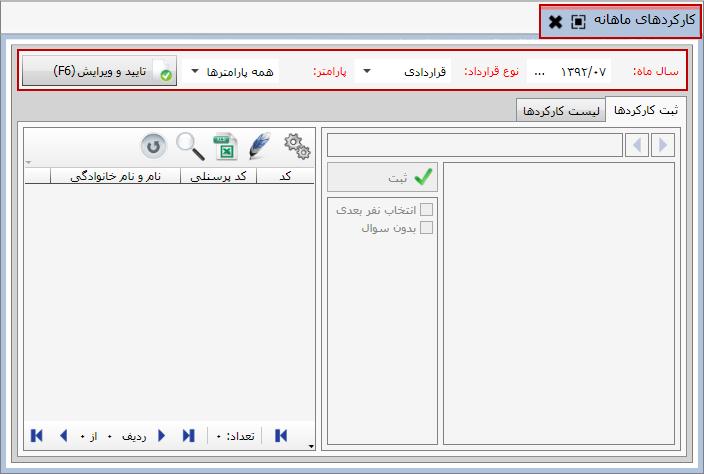 کارکردهای ماهانه
سال ماه: ۱۳۹۲/۰۷ ... نوع قرارداد: قراردادی پارامتر: همه پارامترها تایید و ویرایش (F6)
ثبت کارکردها لیست کارکردها
ثبت
انتخاب نفر بعدی
بدون سوال
کد کد پرسنلی نام و نام خانوادگی
تعداد: ۰ ردیف ۰ از ۰